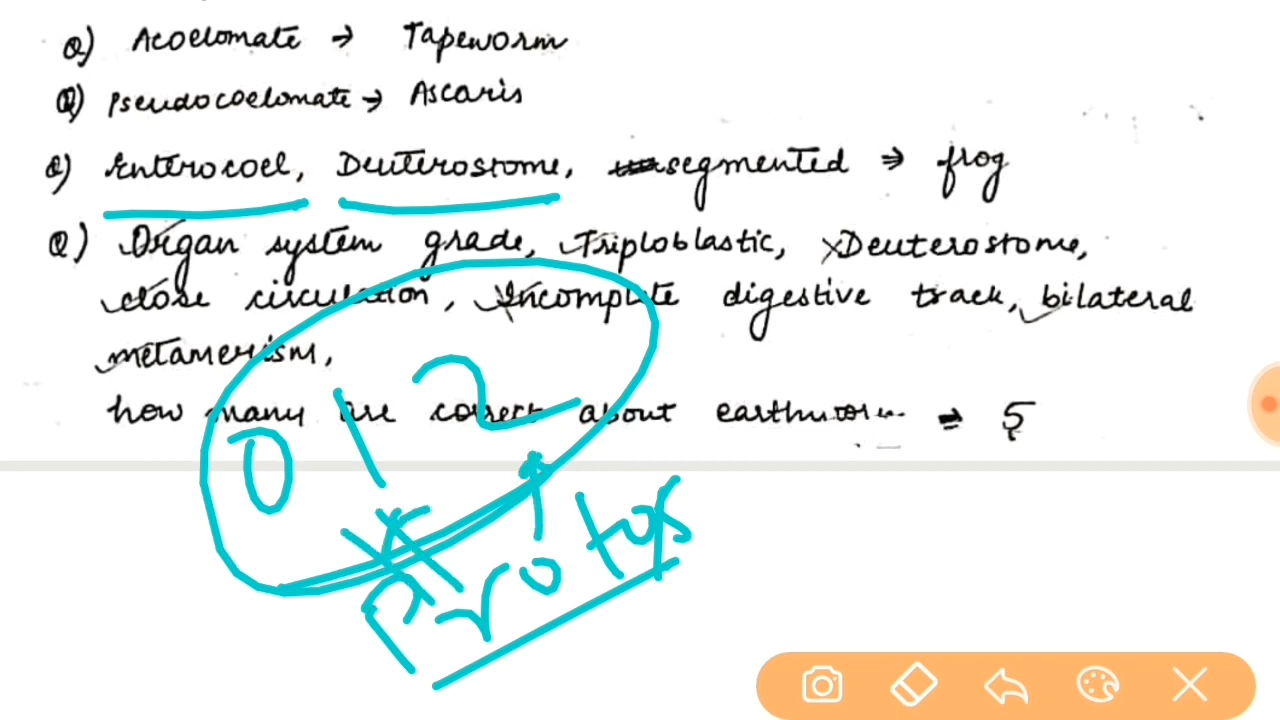 Q) Acoelomate → Tapeworm
Q) Pseudocoelomate → Ascaris
Q) Enterocoel, Deuterostome, segmented ⇒ frog
Q) Organ system grade, Triploblastic, Deuterostome,
close circulation, Incomplete digestive track, bilateral
metamerism,
how many are correct about earthworm ⇒ 5
0 1 2